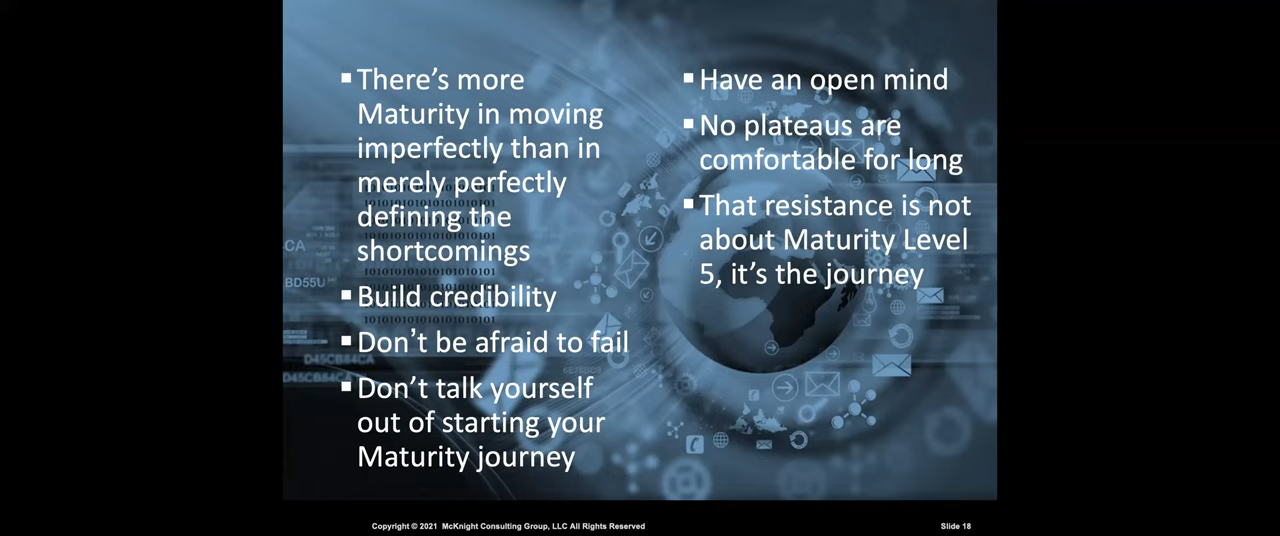 ▪ There's more
Maturity in moving
imperfectly than in
merely perfectly
defining the
shortcomings
▪ Build credibility
▪ Don't be afraid to fail
▪ Don't talk yourself
out of starting your
Maturity journey
▪ Have an open mind
▪ No plateaus are
comfortable for long
▪ That resistance is not
about Maturity Level
5, it's the journey
CA
BD55U
D45CB84CA
Copyright © 2021 McKnight Consulting Group, LLC All Rights Reserved
Slide 18